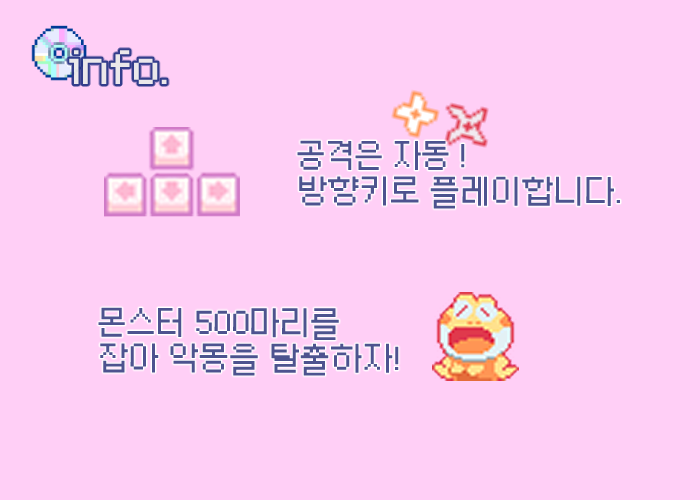 info.
공격은 자동!
방향키로 플레이합니다.
몬스터 500마리를
잡아 악몽을 탈출하자!